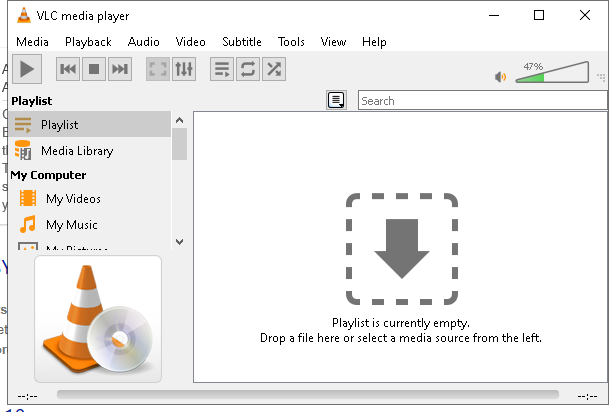 VLC media player
Media Playback Audio Video Subtitle Tools View Help
47%
Playlist
Search
Playlist
Media Library
My Computer
My Videos
My Music
My Pictures
Playlist is currently empty.
Drop a file here or select a media source from the left.
--:-- --:--